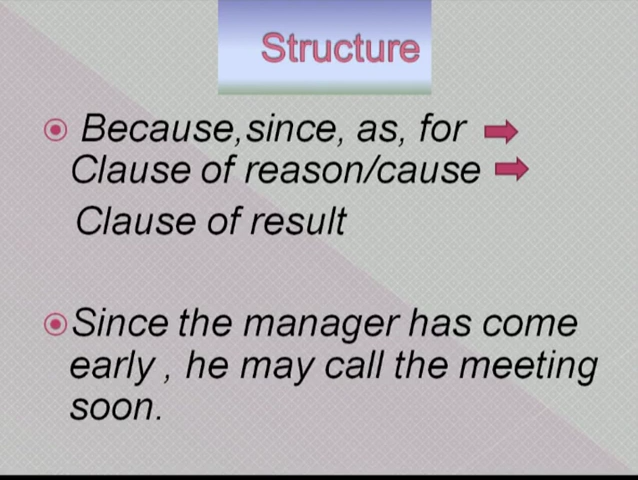 Structure
Because,since, as, for
Clause of reason/cause
Clause of result
Since the manager has come
early , he may call the meeting
soon.